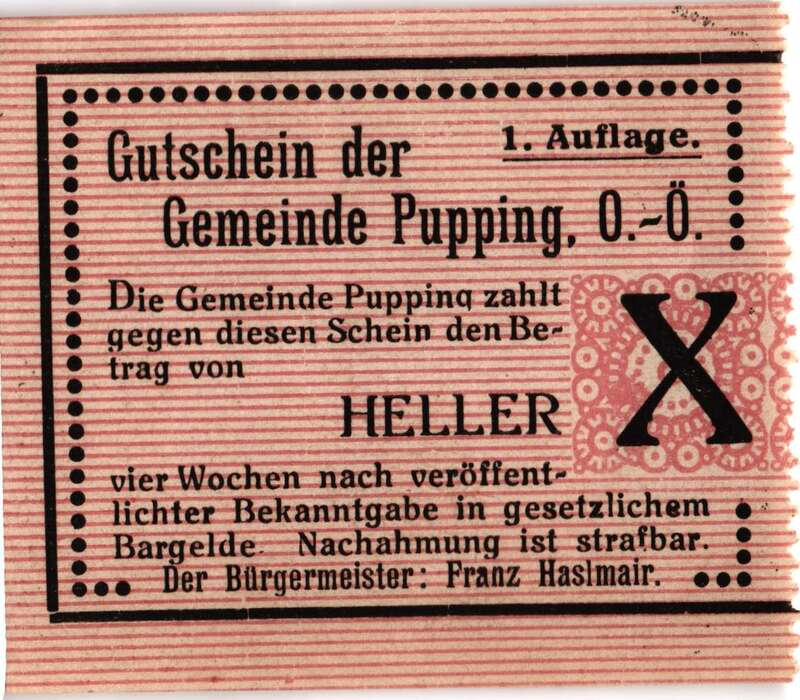 1. Auflage.
Gutschein der
Gemeinde Pupping, O.-Ö.
Die Gemeinde Pupping zahlt
gegen diesen Schein den Be-
trag von
HELLER
X
vier Wochen nach veröffent-
lichter Bekanntgabe in gesetzlichem
Bargelde. Nachahmung ist strafbar.
Der Bürgermeister: Franz Haslmair.